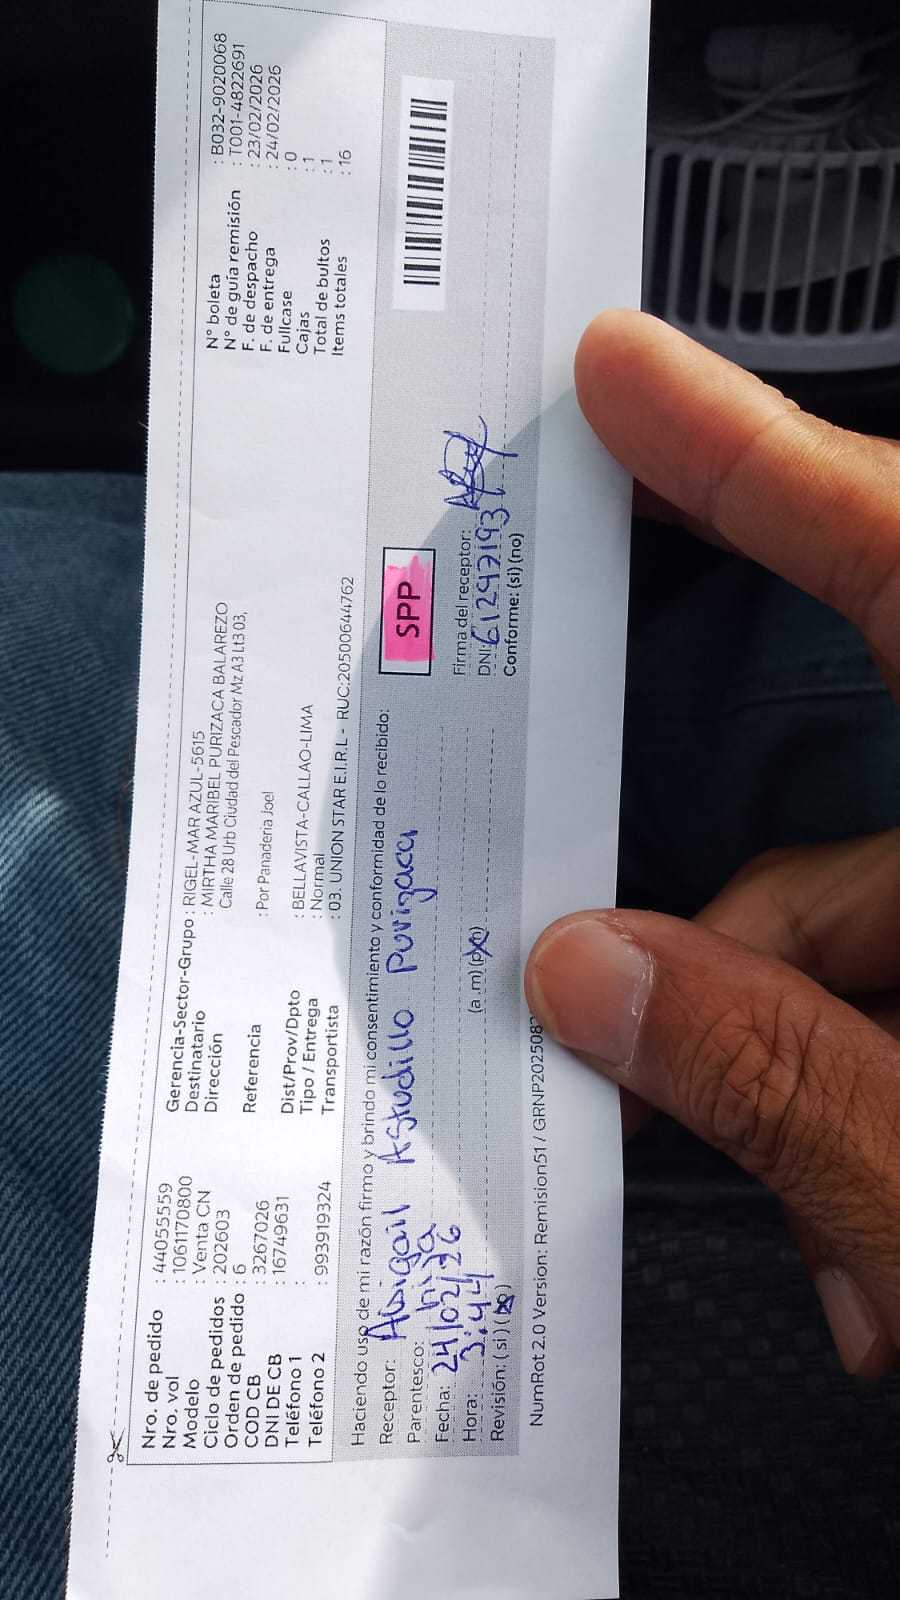 Nro. de pedido : 44055559
Nro. vol : 1061170800
Modelo : Venta CN
Ciclo de pedidos : 202603
Orden de pedido : 6
COD CB : 3267026
DNI DE CB : 16749631
Teléfono 1 :
Teléfono 2 : 993919324
Gerencia-Sector-Grupo : RIGEL-MAR AZUL-5615
Destinatario : MIRTHA MARIBEL PURIZACA BALAREZO
Dirección Calle 28 Urb Ciudad del Pescador Mz A3 Lt3 03,
Referencia : Por Panaderia Joel
Dist/Prov/Dpto : BELLAVISTA-CALLAO-LIMA
Tipo / Entrega : Normal
Transportista : 03. UNION STAR E.I.R.L - RUC:20500644762
N° boleta : B032-9020068
N° de guía remisión : T001-4822691
F. de despacho : 23/02/2026
F. de entrega : 24/02/2026
Fullcase : 0
Cajas : 1
Total de bultos : 1
Items totales : 16
Haciendo uso de mi razón firmo y brindo mi consentimiento y conformidad de lo recibido:
SPP
Receptor: Abigail Astudillo Purizaca
Parentesco: hija
Fecha: 24/02/26
Hora: 3:44 (a .m) (p.m)
Revisión: ( si ) (no)
Firma del receptor:
DNI: 61297193
Conforme: (si) (no)
NumRot 2.0 Version: Remision51 / GRNP202508